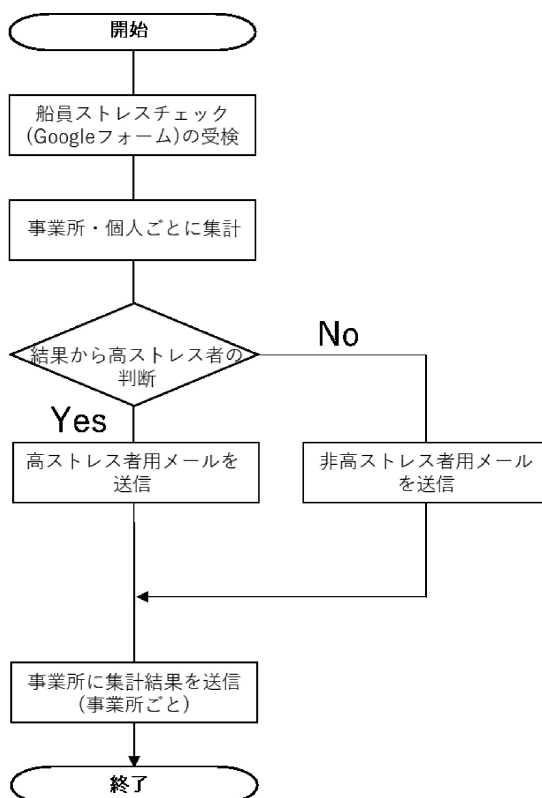 開始
船員ストレスチェック
(Googleフォーム)の受検
事業所・個人ごとに集計
結果から高ストレス者の
判断
No
Yes
高ストレス者用メールを
送信
非高ストレス者用メール
を送信
事業所に集計結果を送信
(事業所ごと)
終了